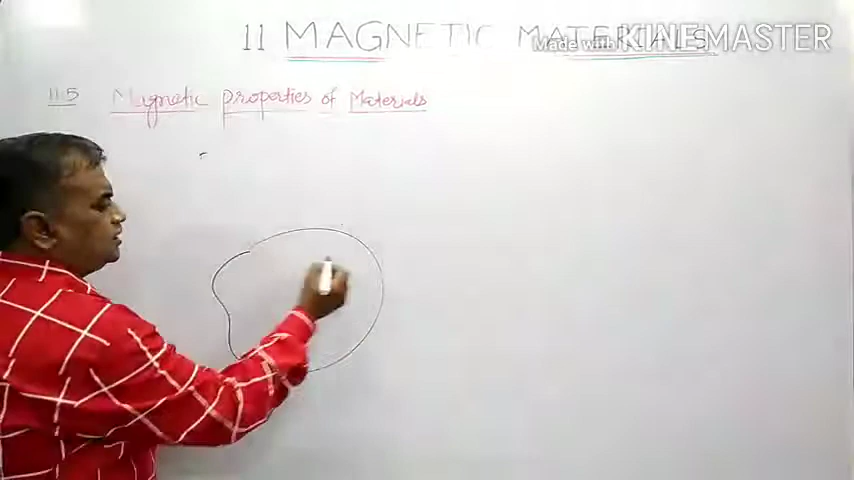 11 MAGNETIC MATERIALS
Made with KINEMASTER
11.5 Magnetic Properties of Materials